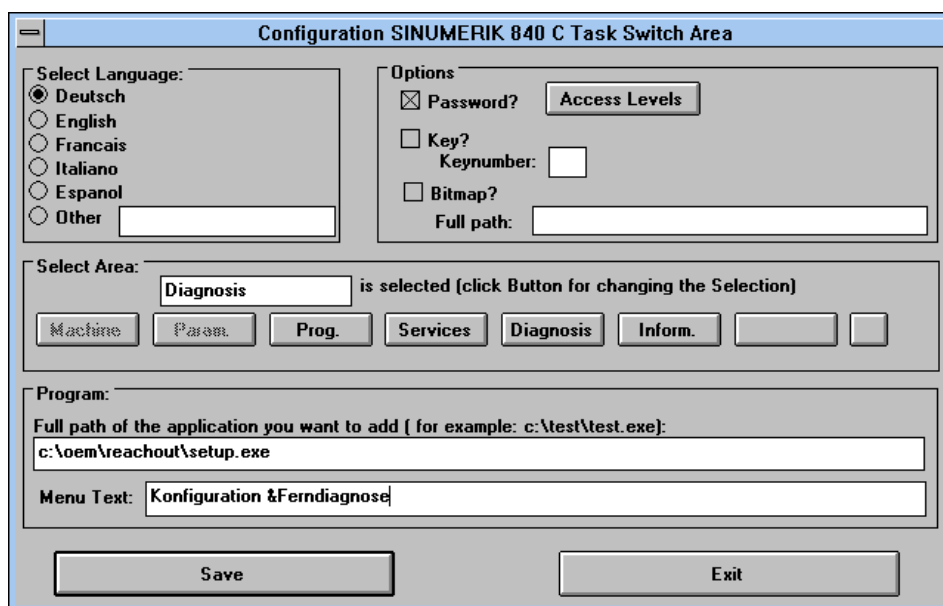 Configuration SINUMERIK 840 C Task Switch Area
Select Language:
Deutsch
English
Francais
Italiano
Espanol
Other
Options
Password?
Access Levels
Key?
Keynumber:
Bitmap?
Full path:
Select Area:
Diagnosis is selected (click Button for changing the Selection)
Machine Param. Prog. Services Diagnosis Inform.
Program:
Full path of the application you want to add ( for example: c:\test\test.exe):
c:\oem\reachout\setup.exe
Menu Text: Konfiguration &Ferndiagnose
Save Exit